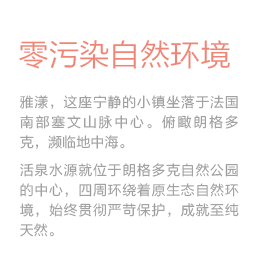 零污染自然环境
雅漾，这座宁静的小镇坐落于法国
南部塞文山脉中心。俯瞰朗格多
克，濒临地中海。
活泉水源就位于朗格多克自然公园
的中心，四周环绕着原生态自然环
境，始终贯彻严苛保护，成就至纯
天然。